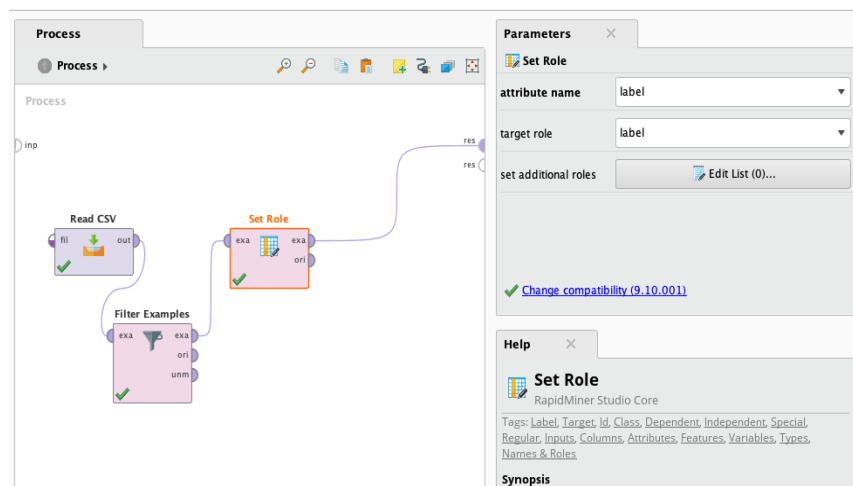 Process
Process
Process
inp
res
res
Read CSV
fil
out
Set Role
exa
exa
ori
Filter Examples
exa
exa
ori
unm
Parameters
Set Role
attribute name
label
target role
label
set additional roles
Edit List (0)...
Change compatibility (9.10.001)
Help
Set Role
RapidMiner Studio Core
Tags: Label, Target, Id, Class, Dependent, Independent, Special,
Regular, Inputs, Columns, Attributes, Features, Variables, Types,
Names & Roles
Synopsis